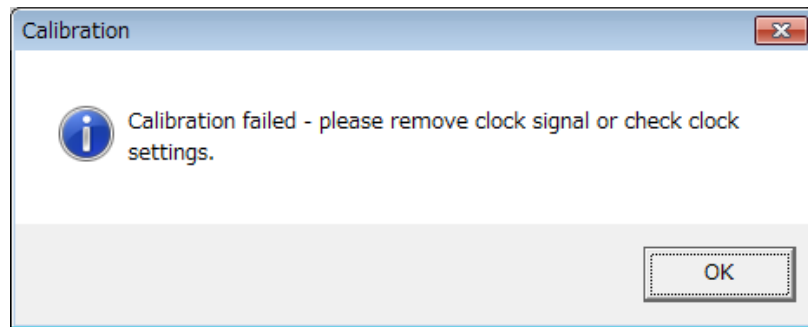 Calibration
Calibration failed - please remove clock signal or check clock
settings.
OK